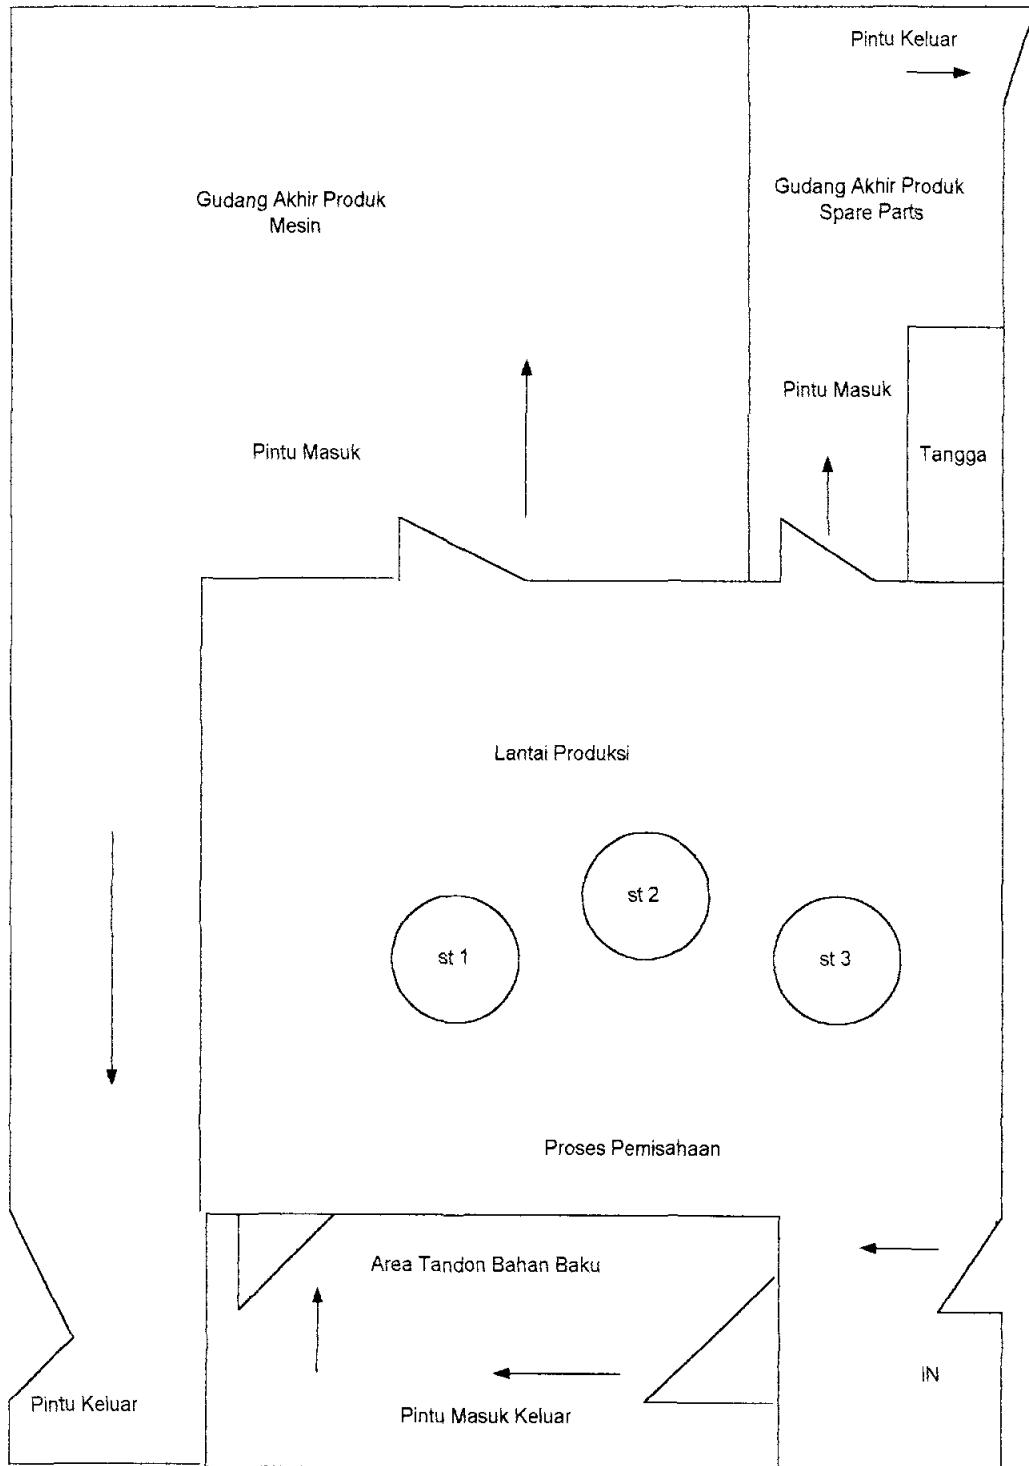 Pintu Keluar
Gudang Akhir Produk
Mesin
Gudang Akhir Produk
Spare Parts
Pintu Masuk
Pintu Masuk
Tangga
Lantai Produksi
st 2
st 1
st 3
Proses Pemisahaan
Area Tandon Bahan Baku
IN
Pintu Keluar
Pintu Masuk Keluar